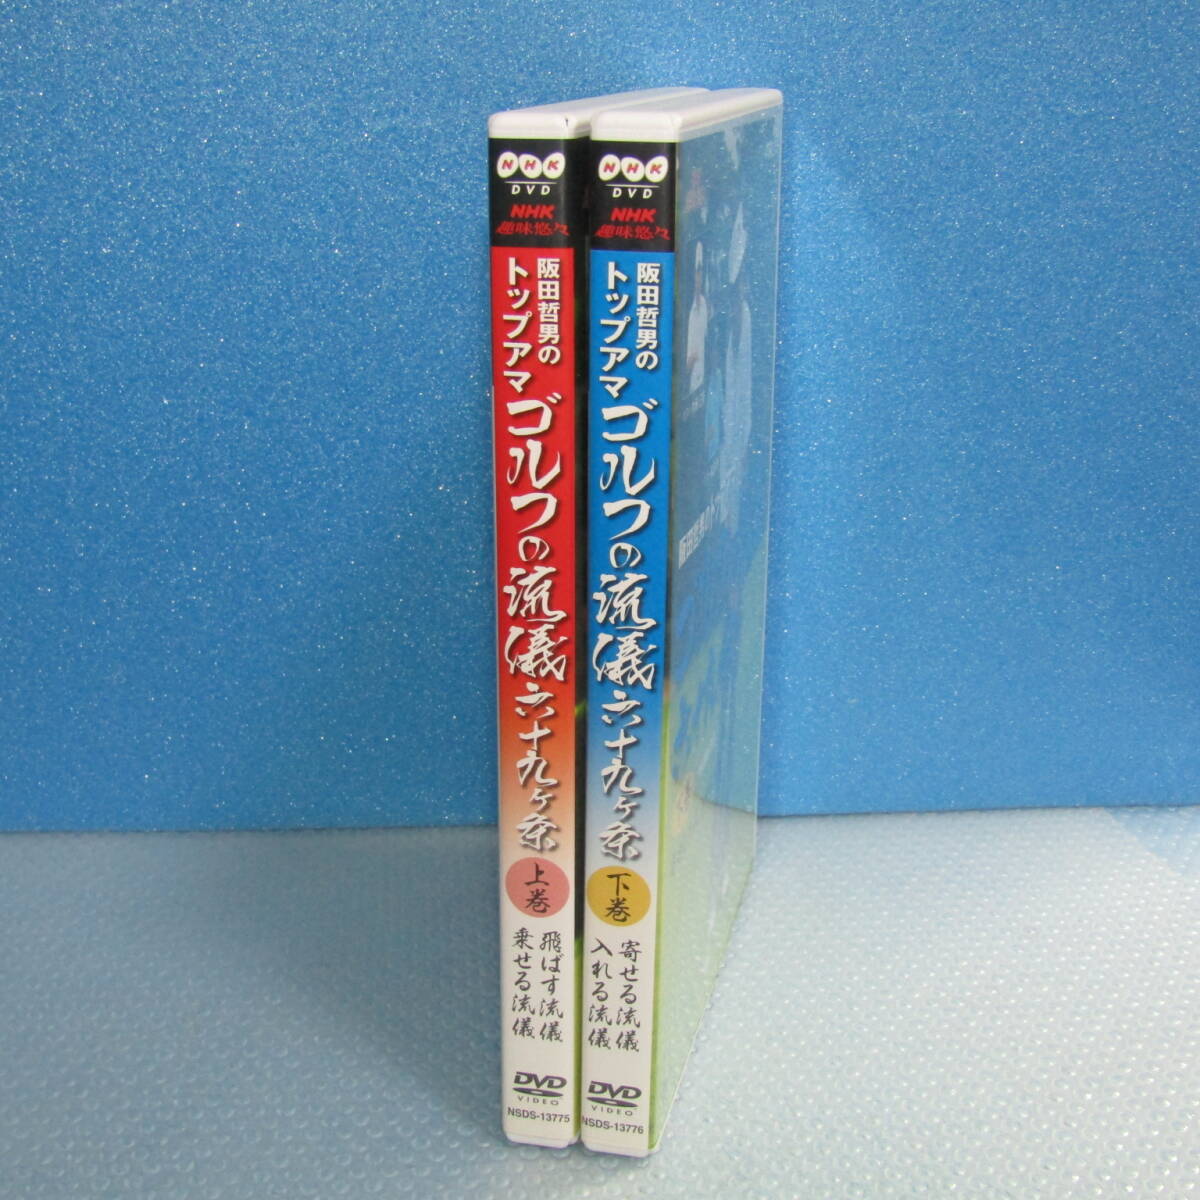 NHK
DVD
NHK
趣味悠々
阪田哲男の
トップアマ
ゴルフの流儀六十九ヶ条
上巻
飛ばす流儀
乗せる流儀
DVD
VIDEO
NSDS-13775
NHK
DVD
NHK
趣味悠々
阪田哲男の
トップアマ
ゴルフの流儀六十九ヶ条
下巻
寄せる流儀
入れる流儀
DVD
VIDEO
NSDS-13776